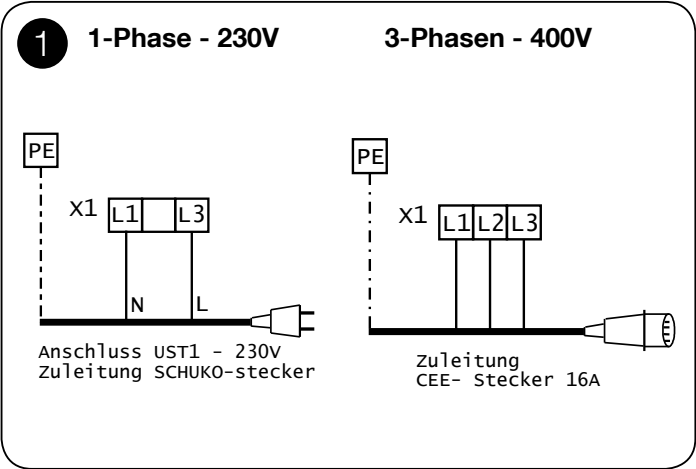 1
1-Phase - 230V
3-Phasen - 400V
PE
X1 L1 L3
N L
Anschluss UST1 - 230V
Zuleitung SCHUKO-stecker
PE
X1 L1 L2 L3
Zuleitung
CEE- Stecker 16A